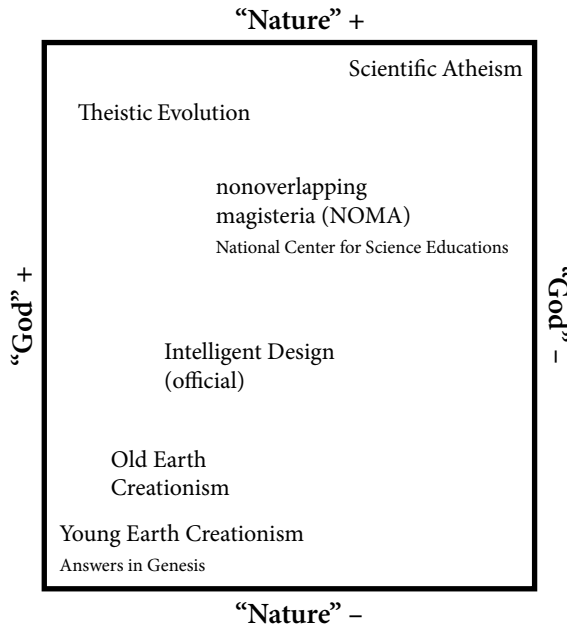 “Nature” +
Scientific Atheism
Theistic Evolution
nonoverlapping
magisteria (NOMA)
National Center for Science Educations
“God” +
“God” –
Intelligent Design
(official)
Old Earth
Creationism
Young Earth Creationism
Answers in Genesis
“Nature” –